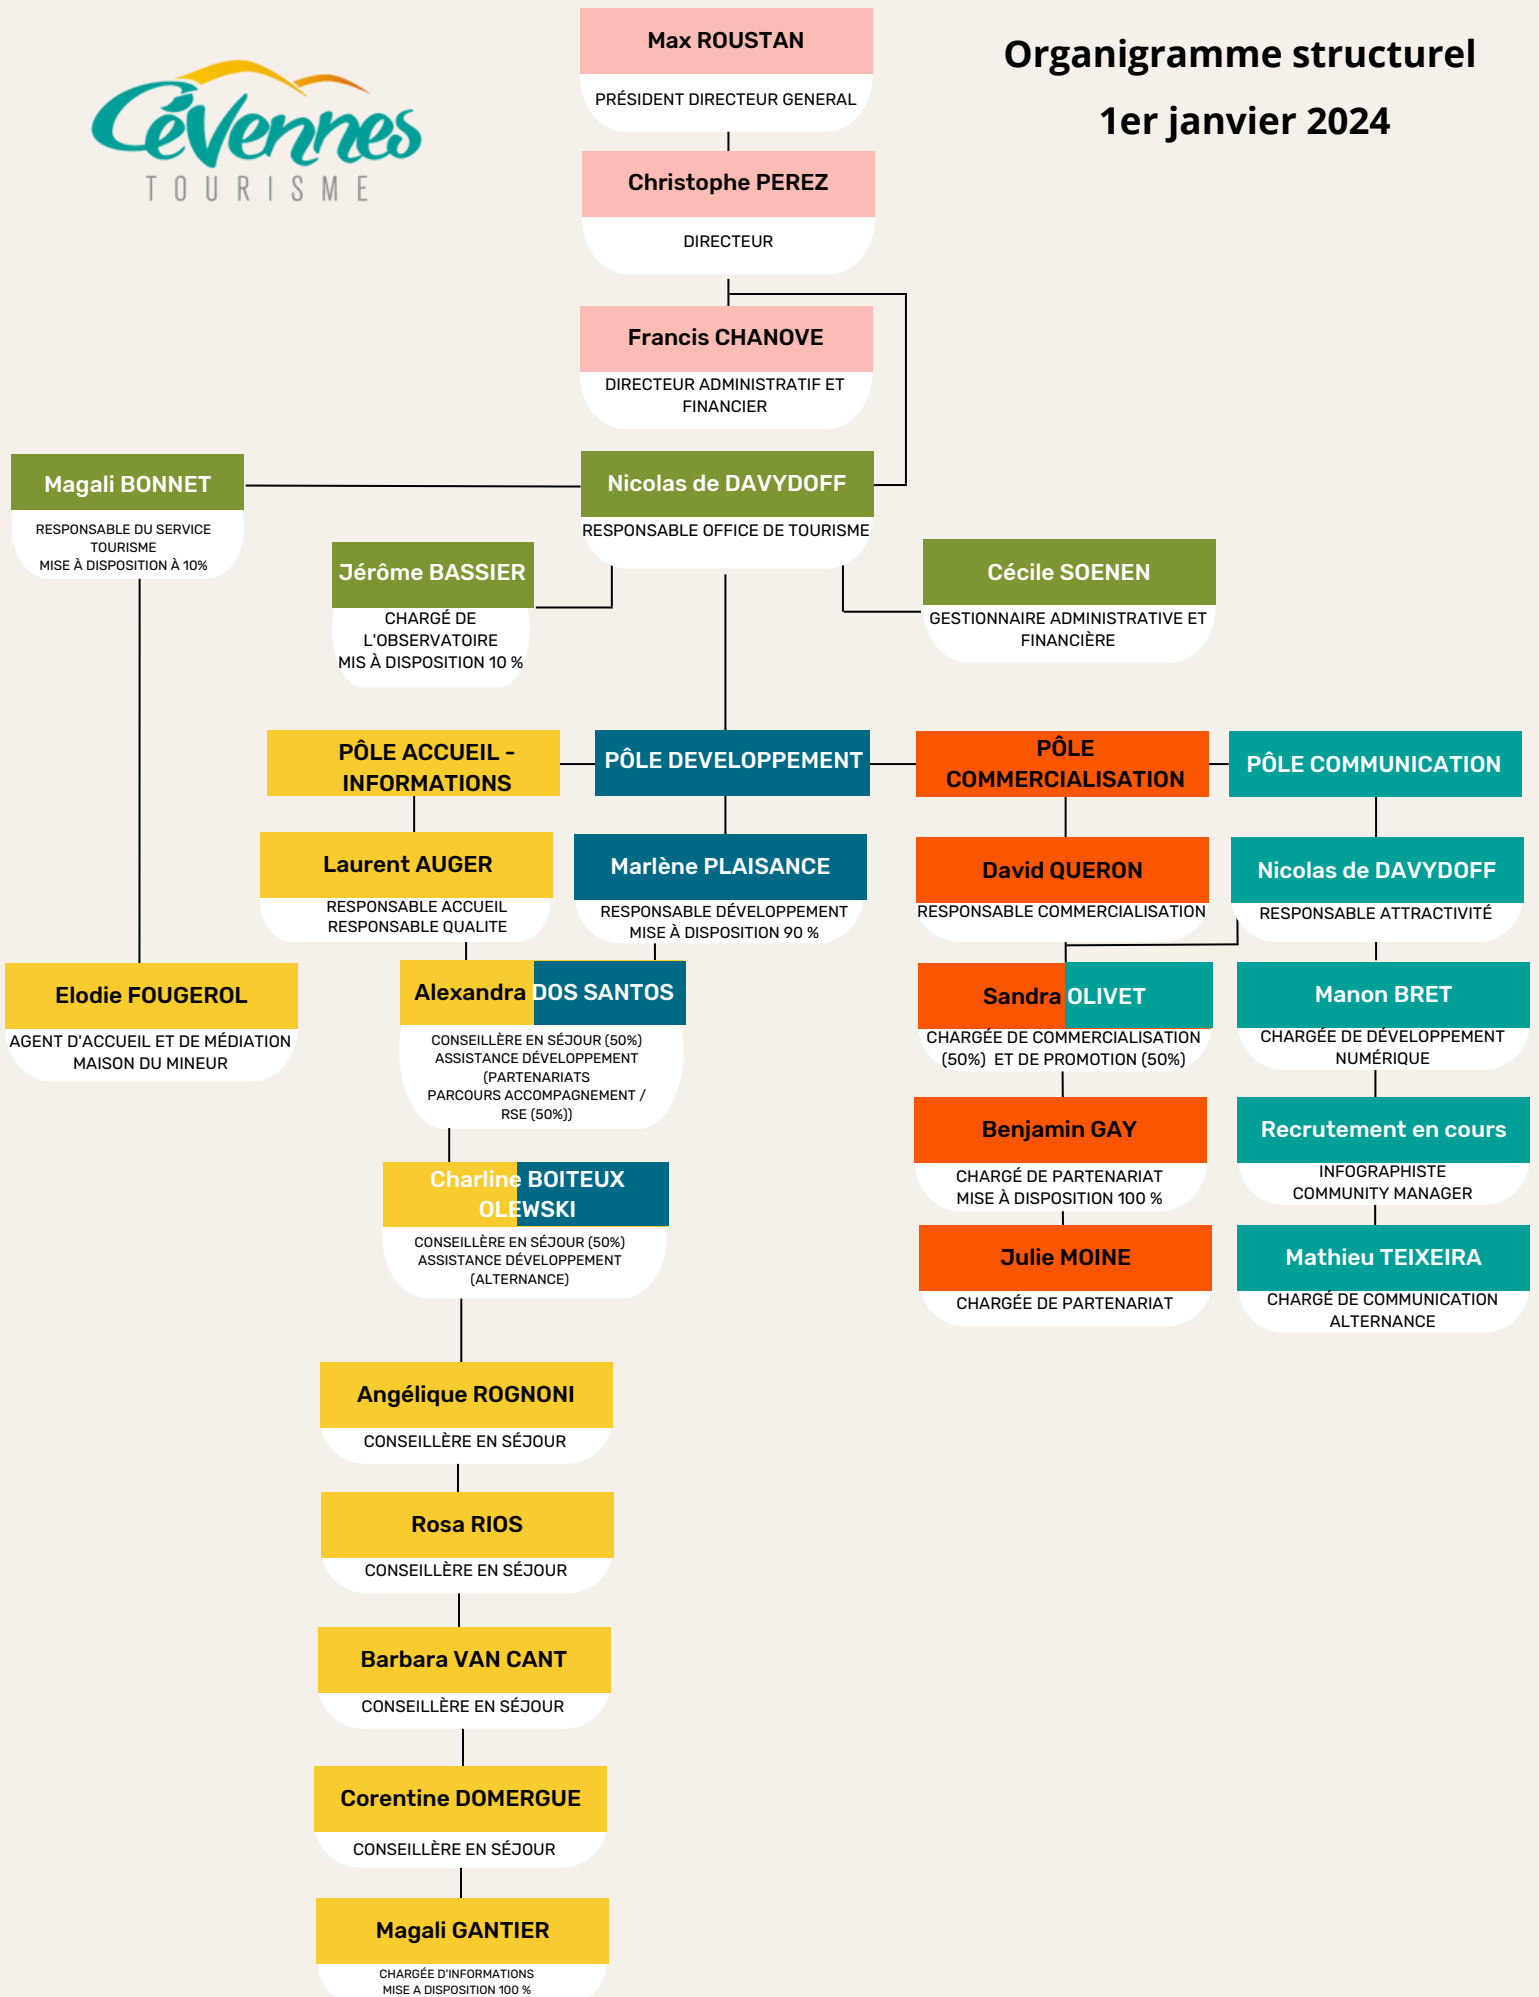 Cévennes
TOURISME
Organigramme structurel
1er janvier 2024
Max ROUSTAN
PRÉSIDENT DIRECTEUR GENERAL
Christophe PEREZ
DIRECTEUR
Francis CHANOVE
DIRECTEUR ADMINISTRATIF ET
FINANCIER
Magali BONNET
RESPONSABLE DU SERVICE
TOURISME
MISE À DISPOSITION À 10%
Nicolas de DAVYDOFF
RESPONSABLE OFFICE DE TOURISME
Jérôme BASSIER
CHARGÉ DE
L'OBSERVATOIRE
MIS À DISPOSITION 10 %
Cécile SOENEN
GESTIONNAIRE ADMINISTRATIVE ET
FINANCIÈRE
PÔLE ACCUEIL -
INFORMATIONS
PÔLE DEVELOPPEMENT
PÔLE
COMMERCIALISATION
PÔLE COMMUNICATION
Laurent AUGER
RESPONSABLE ACCUEIL
RESPONSABLE QUALITE
Marlène PLAISANCE
RESPONSABLE DÉVELOPPEMENT
MISE À DISPOSITION 90 %
David QUERON
RESPONSABLE COMMERCIALISATION
Nicolas de DAVYDOFF
RESPONSABLE ATTRACTIVITÉ
Elodie FOUGEROL
AGENT D'ACCUEIL ET DE MÉDIATION
MAISON DU MINEUR
Alexandra DOS SANTOS
CONSEILLÈRE EN SÉJOUR (50%)
ASSISTANCE DÉVELOPPEMENT
(PARTENARIATS
PARCOURS ACCOMPAGNEMENT /
RSE (50%))
Sandra OLIVET
CHARGÉE DE COMMERCIALISATION
(50%) ET DE PROMOTION (50%)
Manon BRET
CHARGÉE DE DÉVELOPPEMENT
NUMÉRIQUE
Charline BOITEUX
OLEWSKI
CONSEILLÈRE EN SÉJOUR (50%)
ASSISTANCE DÉVELOPPEMENT
(ALTERNANCE)
Benjamin GAY
CHARGÉ DE PARTENARIAT
MISE À DISPOSITION 100 %
Recrutement en cours
INFOGRAPHISTE
COMMUNITY MANAGER
Julie MOINE
CHARGÉE DE PARTENARIAT
Mathieu TEIXEIRA
CHARGÉ DE COMMUNICATION
ALTERNANCE
Angélique ROGNONI
CONSEILLÈRE EN SÉJOUR
Rosa RIOS
CONSEILLÈRE EN SÉJOUR
Barbara VAN CANT
CONSEILLÈRE EN SÉJOUR
Corentine DOMERGUE
CONSEILLÈRE EN SÉJOUR
Magali GANTIER
CHARGÉE D'INFORMATIONS
MISE A DISPOSITION 100 %